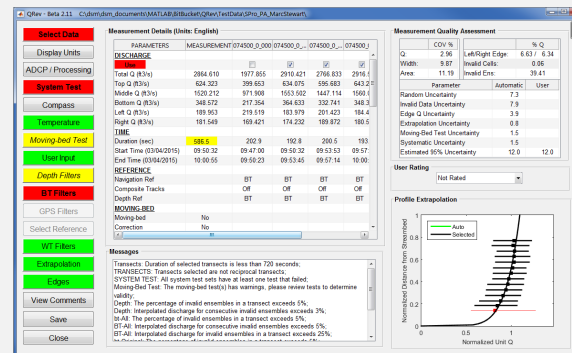 QRev - Beta 2.11 C:\dsm\dsm_documents\MATLAB\BitBucket\QRev\TestData\SPro_PA_MarcStewart\
Select Data
Display Units
ADCP / Processing
System Test
Compass
Temperature
Moving-bed Test
User Input
Depth Filters
BT Filters
GPS Filters
Select Reference
WT Filters
Extrapolation
Edges
View Comments
Save
Close
Measurement Details (Units: English)
PARAMETERS MEASUREMENT 074500_0_000 074500_0_... 074500_0_... 074500_(
DISCHARGE
Use
Total Q (ft3/s) 2864.610 1977.855 2910.421 2766.833 2916.
Top Q (ft3/s) 624.323 399.653 634.075 595.683 643.2
Middle Q (ft3/s) 1520.212 971.908 1553.502 1447.114 1560.
Bottom Q (ft3/s) 348.572 217.354 364.633 332.741 348.3
Left Q (ft3/s) 189.953 219.519 183.979 201.423 184.4
Right Q (ft3/s) 181.549 169.421 174.232 189.872 180.5
TIME
Duration (sec) 586.5 202.9 192.8 200.5 193.
Start Time (03/04/2015) 09:50:32 09:47:00 09:50:32 09:53:53 09:57:
End Time (03/04/2015) 10:00:55 09:50:23 09:53:45 09:57:14 10:00:
REFERENCE
Navigation Ref BT BT BT BT
Composite Tracks Off Off Off Off
Depth Ref BT BT BT BT
MOVING-BED
Moving-bed No
Correction No
Messages
Transects: Duration of selected transects is less than 720 seconds;
TRANSECTS: Transects selected are not reciprocal transects;
SYSTEM TEST: All system test sets have at least one test that failed;
Moving-Bed Test: The moving-bed test(s) has warnings, please review tests to determine
validity;
Depth: The percentage of invalid ensembles in a transect exceeds 5%;
Depth: Interpolated discharge for consecutive invalid ensembles exceeds 3%;
bt-All: The percentage of invalid ensembles in a transect exceeds 5%;
BT-All: Interpolated discharge for consecutive invalid ensembles exceeds 5%;
BT-All: Interpolated discharge for invalid ensembles in a transect exceeds 25%;
Measurement Quality Assessment
COV % % Q
Q: 2.96 Left/Right Edge: 6.63 / 6.34
Width: 9.87 Invalid Cells: 0.06
Area: 11.19 Invalid Ens: 39.41
Parameter Automatic User
Random Uncertainty 7.3
Invalid Data Uncertainty 7.9
Edge Q Uncertainty 3.9
Extrapolation Uncertainty 0.8
Moving-Bed Test Uncertainty 1.5
Systematic Uncertainty 1.5
Estimated 95% Uncertainty 12.0 12.0
User Rating
Not Rated
Profile Extrapolation
Auto
Selected
Normalized Distance from Streambed
1
0.8
0.6
0.4
0.2
0
0 0.5 1
Normalized Unit Q